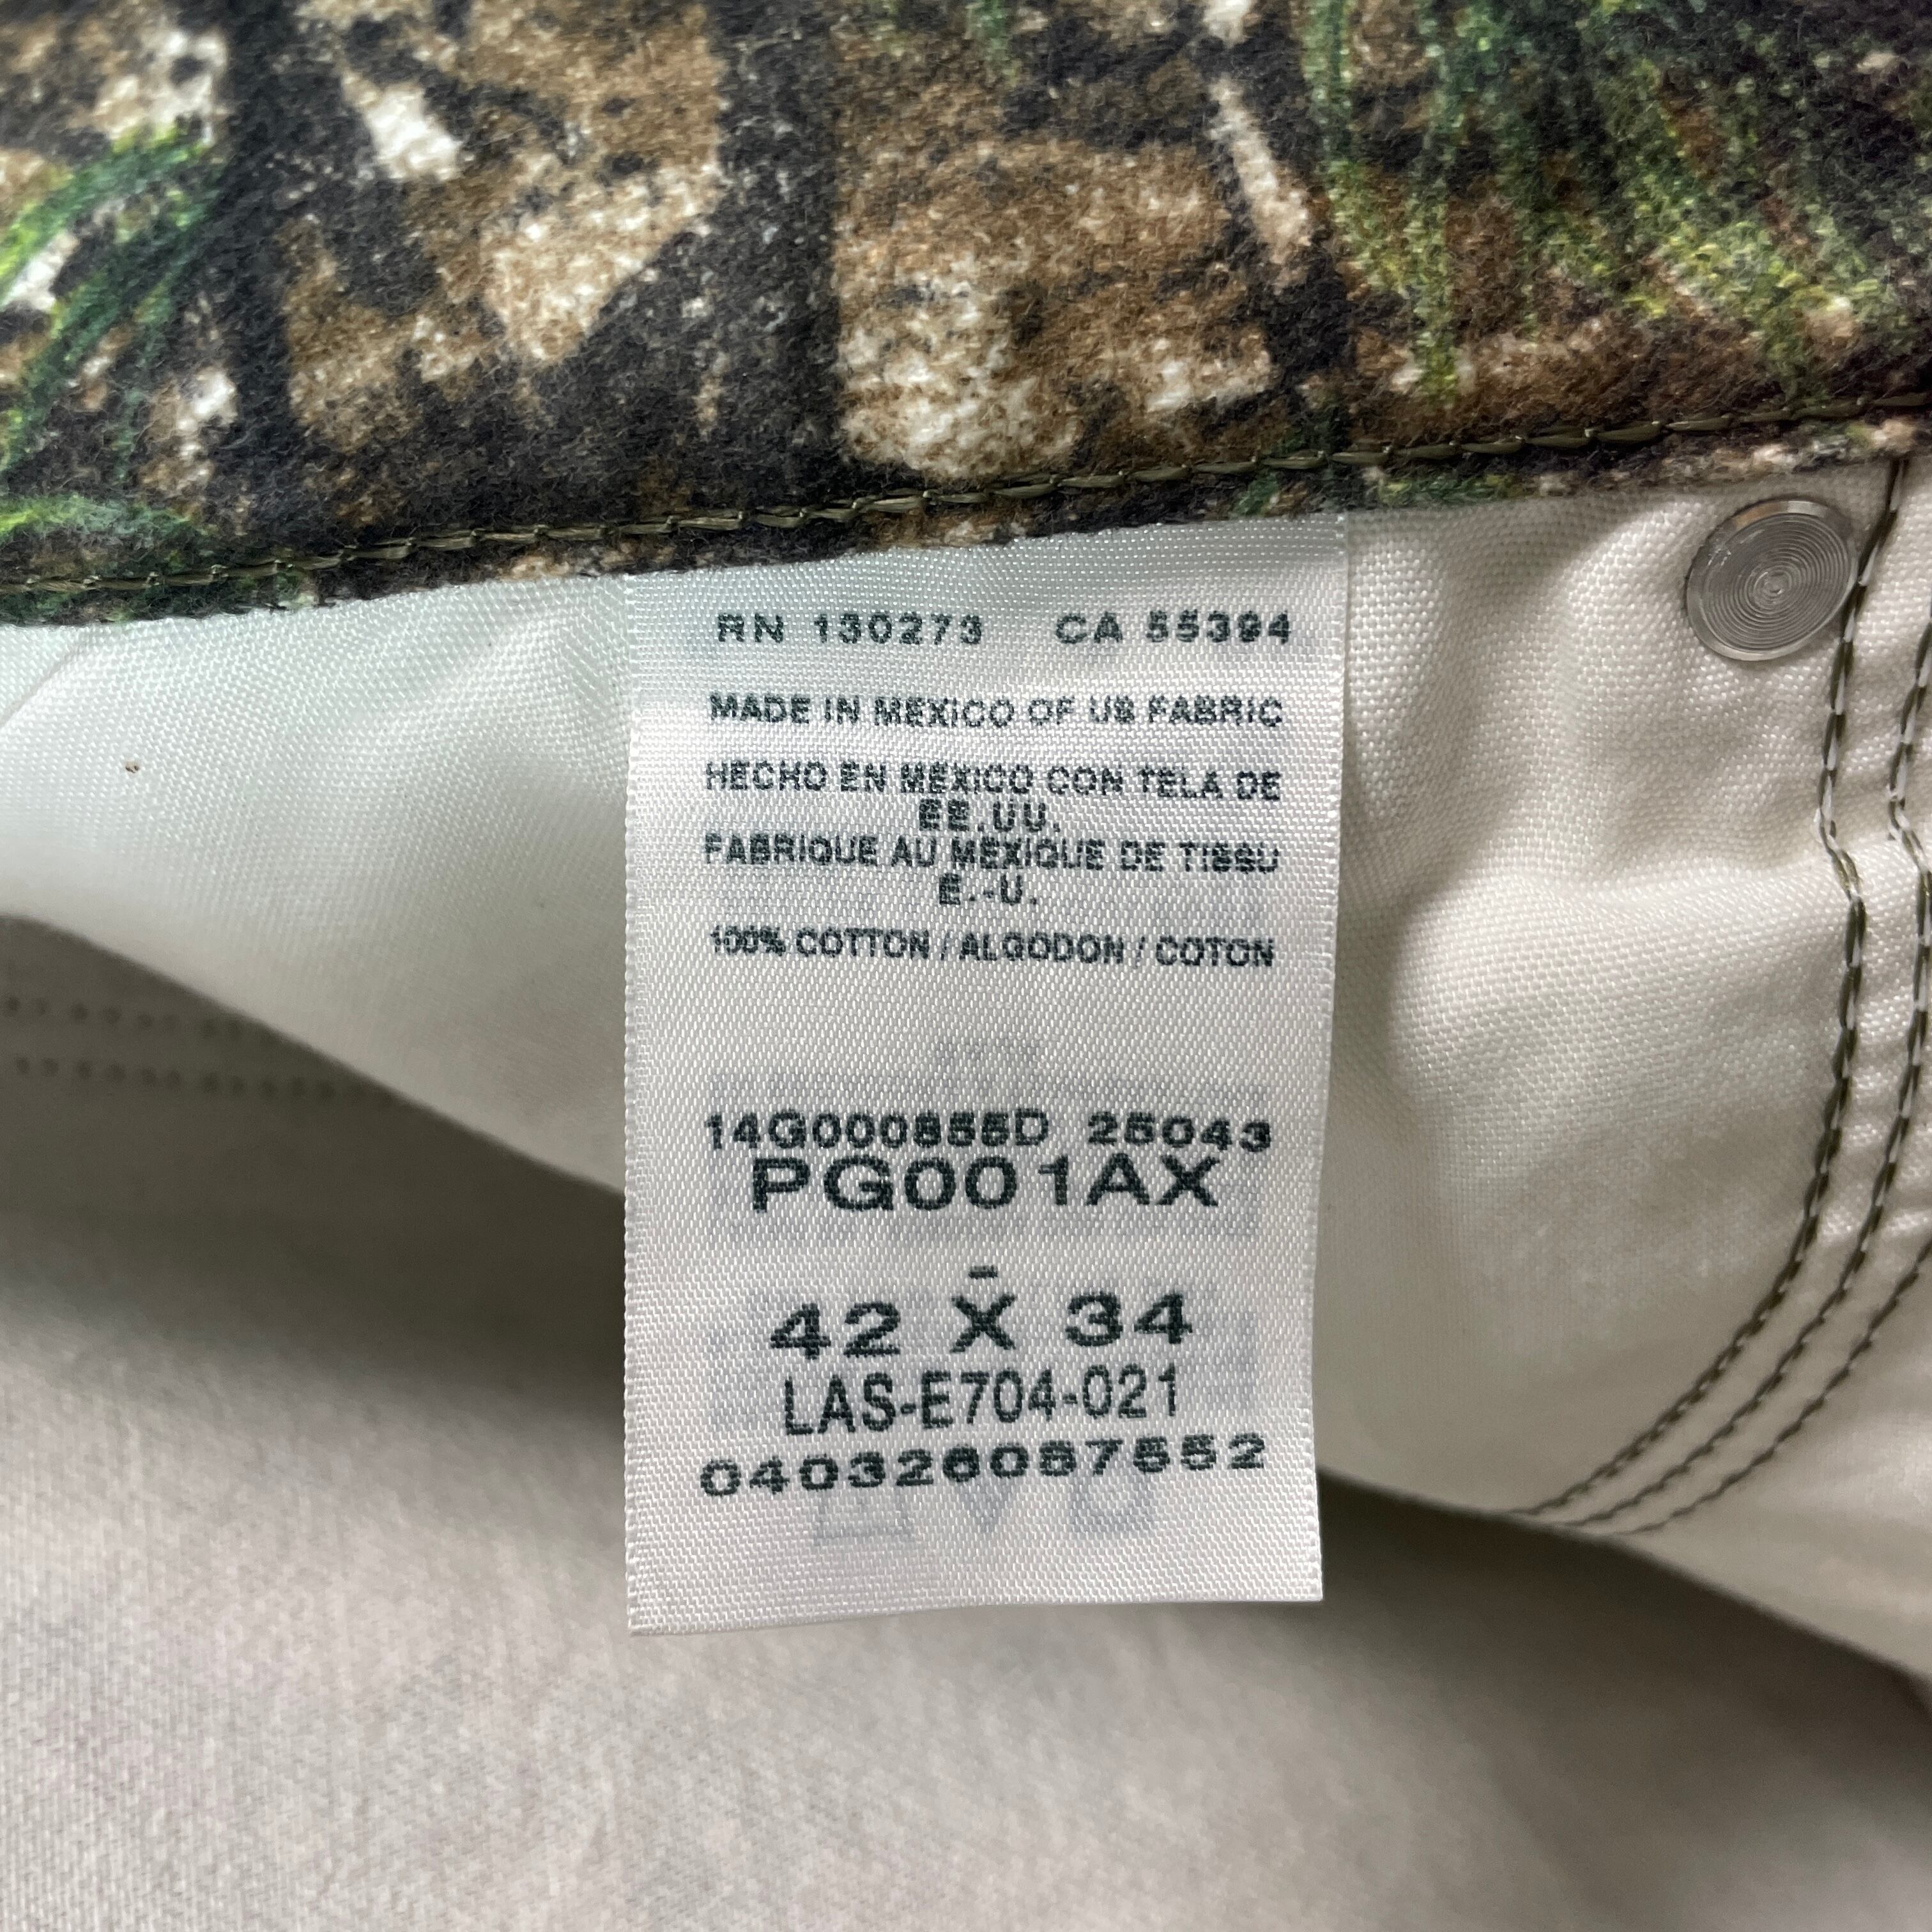 RN 130273 CA 55394
MADE IN MEXICO OF US FABRIC
HECHO EN MEXICO CON TELA DE
EE.UU.
FABRIQUE AU MEXIQUE DE TISSU
E.-U.
100% COTTON / ALGODON / COTON
14G000855D 25043
PG001AX
-
42 X 34
LAS-E704-021
040326087552